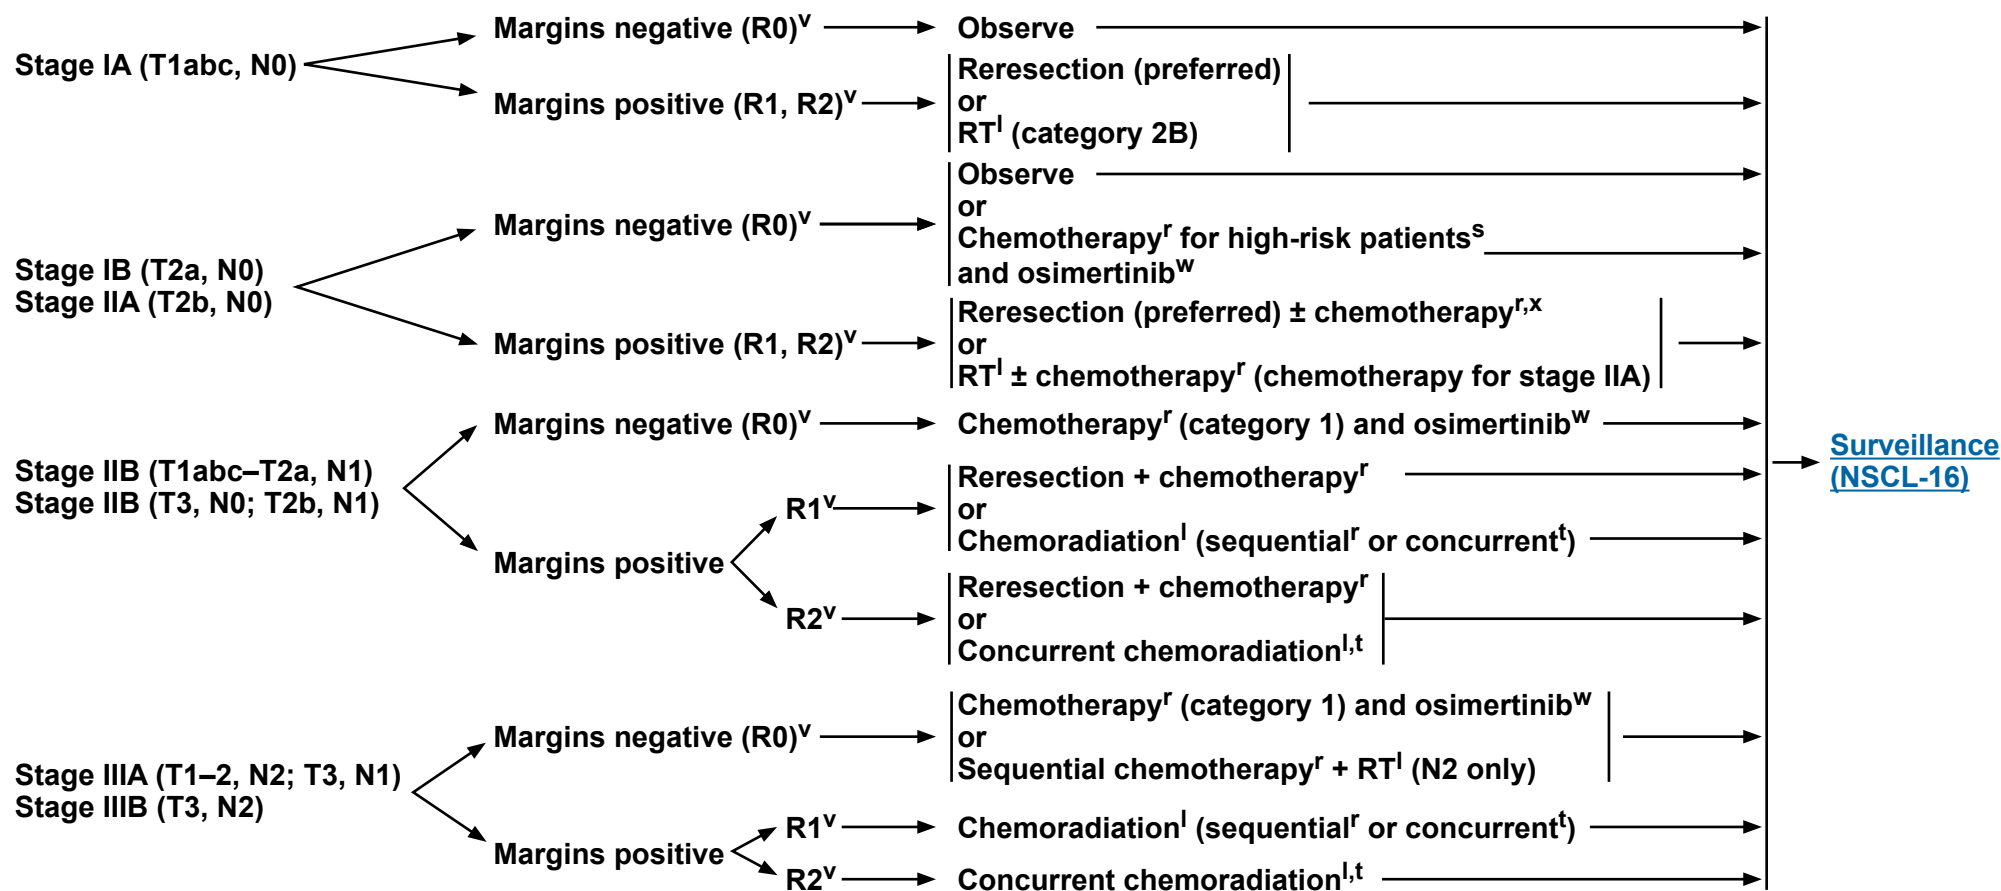 Stage IA (T1abc, N0)
Margins negative (R0)v
Observe
Margins positive (R1, R2)v
Reresection (preferred)
or
RTl (category 2B)
Stage IB (T2a, N0)
Stage IIA (T2b, N0)
Margins negative (R0)v
Observe
or
Chemotherapyr for high-risk patientss
and osimertinibw
Margins positive (R1, R2)v
Reresection (preferred) ± chemotherapyr,x
or
RTl ± chemotherapyr (chemotherapy for stage IIA)
Stage IIB (T1abc–T2a, N1)
Stage IIB (T3, N0; T2b, N1)
Margins negative (R0)v
Chemotherapyr (category 1) and osimertinibw
Margins positive
R1v
Reresection + chemotherapyr
or
Chemoradiationl (sequentialr or concurrentt)
R2v
Reresection + chemotherapyr
or
Concurrent chemoradiationl,t
Stage IIIA (T1–2, N2; T3, N1)
Stage IIIB (T3, N2)
Margins negative (R0)v
Chemotherapyr (category 1) and osimertinibw
or
Sequential chemotherapyr + RTl (N2 only)
Margins positive
R1v
Chemoradiationl (sequentialr or concurrentt)
R2v
Concurrent chemoradiationl,t
Surveillance
(NSCL-16)